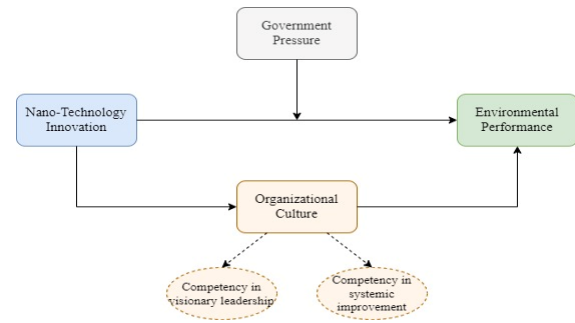 Government
Pressure
Nano-Technology
Innovation
Environmental
Performance
Organizational
Culture
Competency in
visionary leadership
Competency in
systemic
improvement